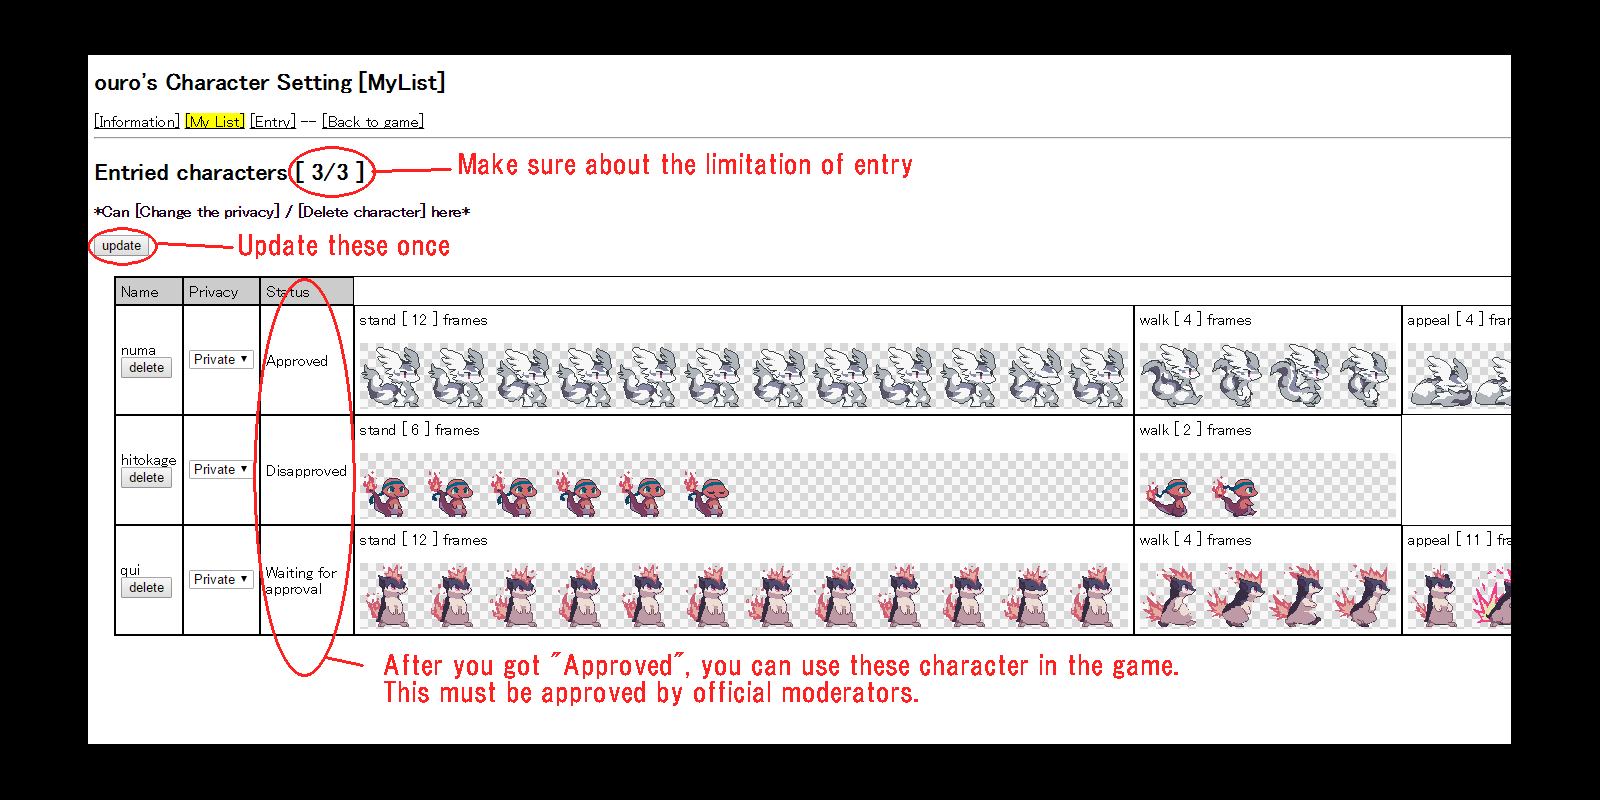 ouro's Character Setting [MyList]
[Information] [My List] [Entry] -- [Back to game]
Entried characters [ 3/3 ]
Make sure about the limitation of entry
*Can [Change the privacy] / [Delete character] here*
update
Update these once
Name Privacy Status
numa
delete
Private
Approved
stand [ 12 ] frames
walk [ 4 ] frames
appeal [ 4 ] fram
hitokage
delete
Private
Disapproved
stand [ 6 ] frames
walk [ 2 ] frames
qui
delete
Private
Waiting for
approval
stand [ 12 ] frames
walk [ 4 ] frames
appeal [ 11 ] fra
After you got "Approved", you can use these character in the game.
This must be approved by official moderators.